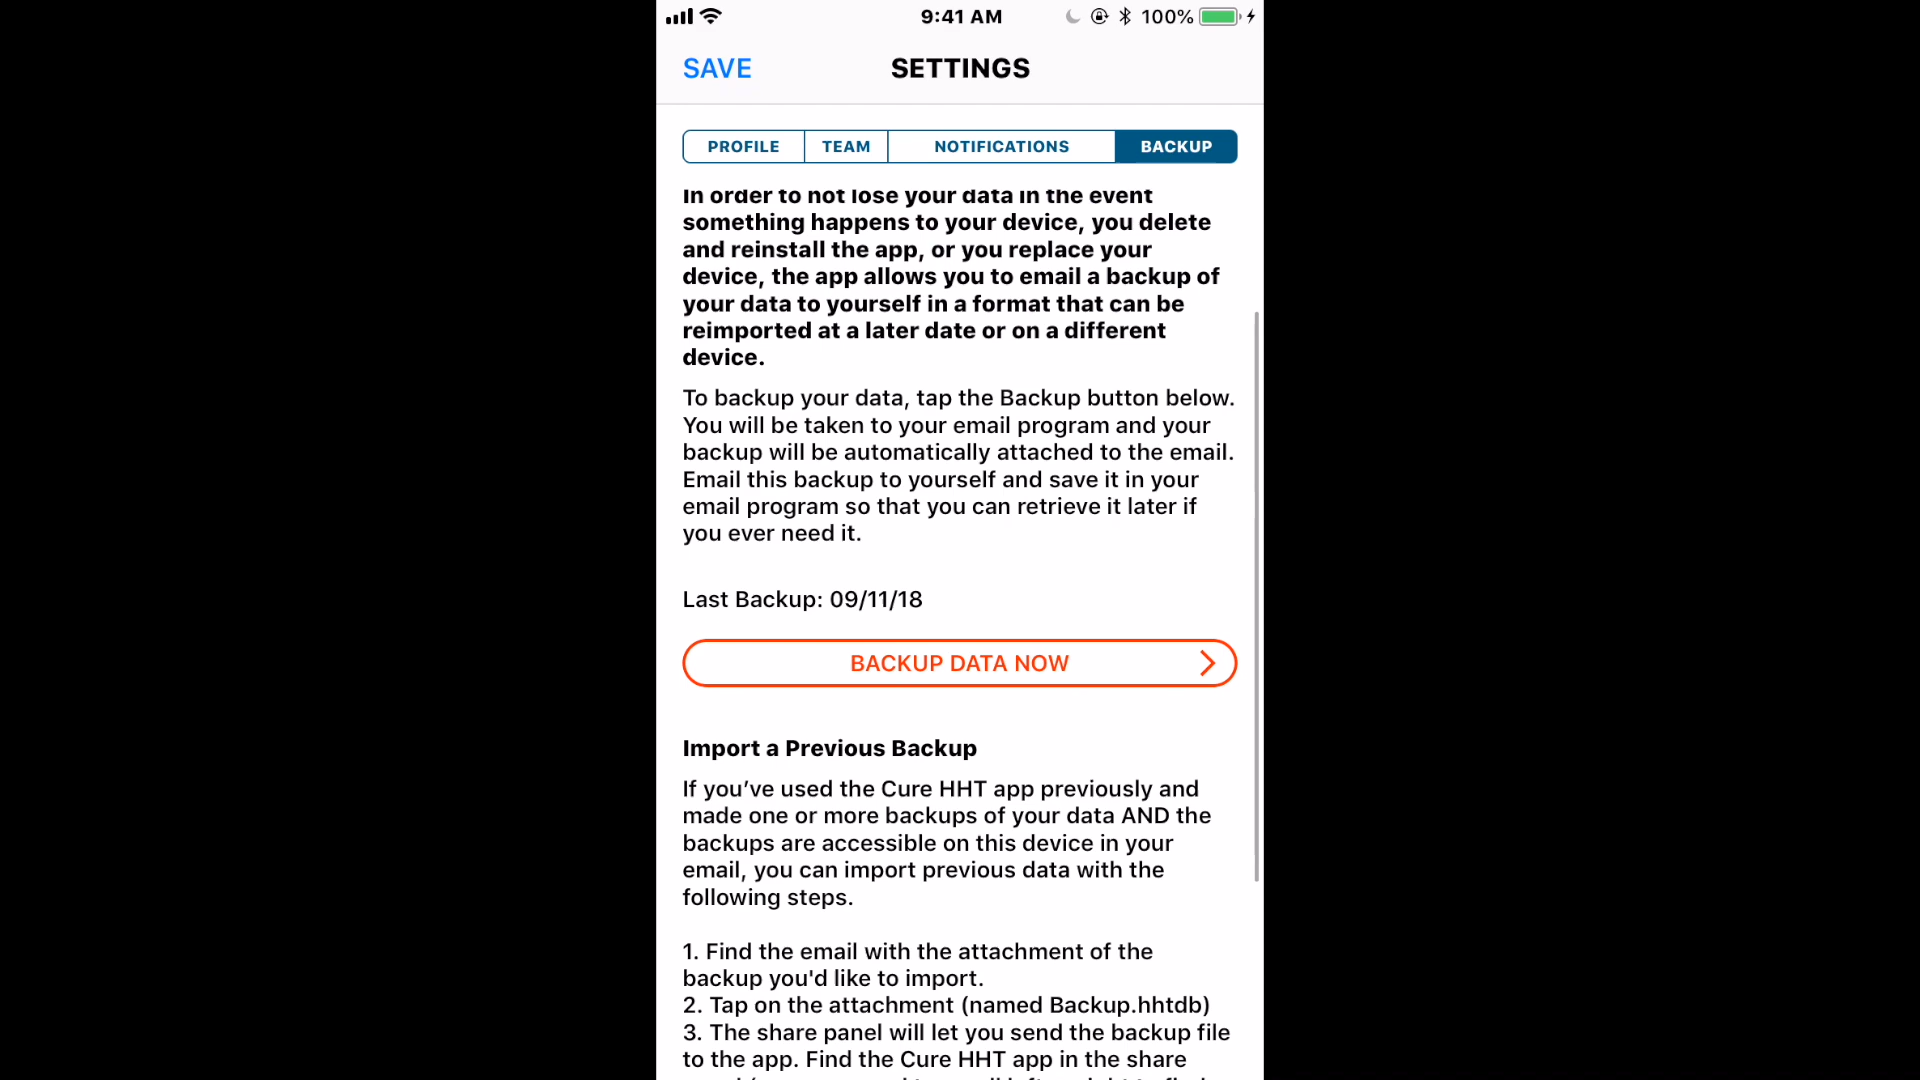 9:41 AM
100%
SAVE
SETTINGS
PROFILE
TEAM
NOTIFICATIONS
BACKUP
In order to not lose your data in the event
something happens to your device, you delete
and reinstall the app, or you replace your
device, the app allows you to email a backup of
your data to yourself in a format that can be
reimported at a later date or on a different
device.
To backup your data, tap the Backup button below.
You will be taken to your email program and your
backup will be automatically attached to the email.
Email this backup to yourself and save it in your
email program so that you can retrieve it later if
you ever need it.
Last Backup: 09/11/18
BACKUP DATA NOW
Import a Previous Backup
If you’ve used the Cure HHT app previously and
made one or more backups of your data AND the
backups are accessible on this device in your
email, you can import previous data with the
following steps.
1. Find the email with the attachment of the
backup you'd like to import.
2. Tap on the attachment (named Backup.hhtdb)
3. The share panel will let you send the backup file
to the app. Find the Cure HHT app in the share